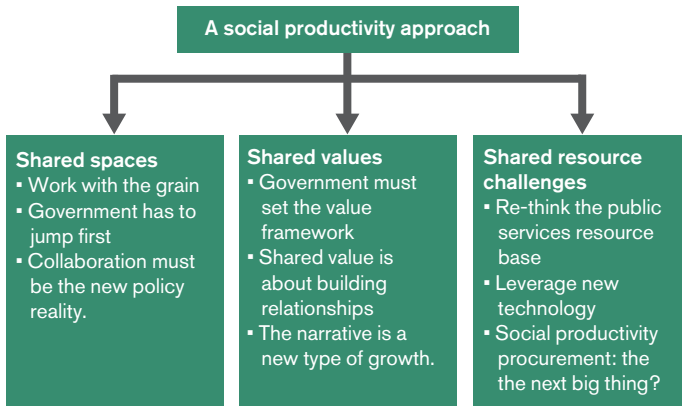 A social productivity approach
Shared spaces
▪ Work with the grain
▪ Government has to
jump first
▪ Collaboration must
be the new policy
reality.
Shared values
▪ Government must
set the value
framework
▪ Shared value is
about building
relationships
▪ The narrative is a
new type of growth.
Shared resource
challenges
▪ Re-think the public
services resource
base
▪ Leverage new
technology
▪ Social productivity
procurement: the
the next big thing?